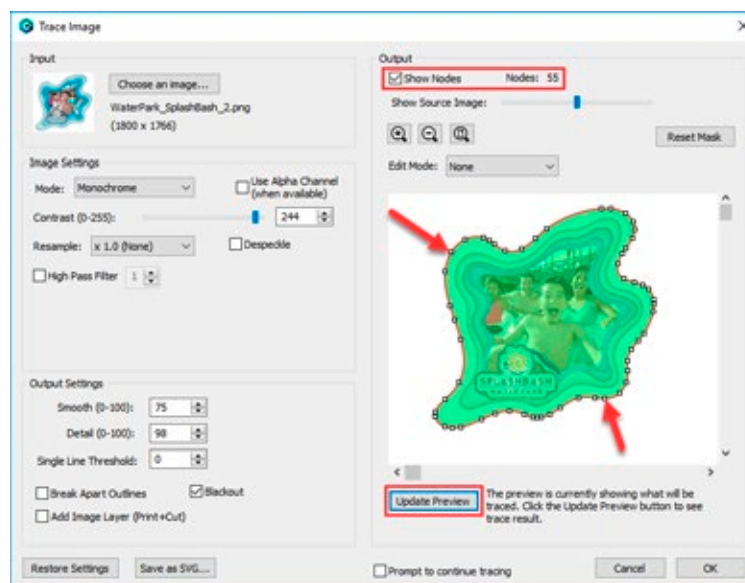 Trace Image
Input
Choose an image...
WaterPark_SplashBash_2.png
(1800 x 1766)
Image Settings
Mode: Monochrome
Use Alpha Channel
(when available)
Contrast (0-255): 244
Resample: x 1.0 (None)
Despeckle
High Pass Filter 1
Output Settings
Smooth (0-100): 75
Detail (0-100): 98
Single Line Threshold: 0
Break Apart Outlines
Blackout
Add Image Layer (Print+Cut)
Restore Settings
Save as SVG...
Output
Show Nodes Nodes: 55
Show Source Image:
Reset Mask
Edit Mode: None
SPLASHBASH
Update Preview
The preview is currently showing what will be
traced. Click the Update Preview button to see
trace result.
Prompt to continue tracing
Cancel
OK